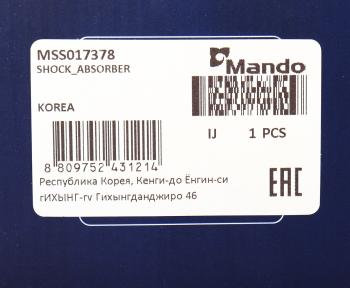 MSS017378
SHOCK_ABSORBER
Mando
KOREA
IJ 1 PCS
8 809752 431214
Республика Корея, Кенги-до Ёнгин-си
гИХЫНГ-гv Гихынгданджиро 46
EAC